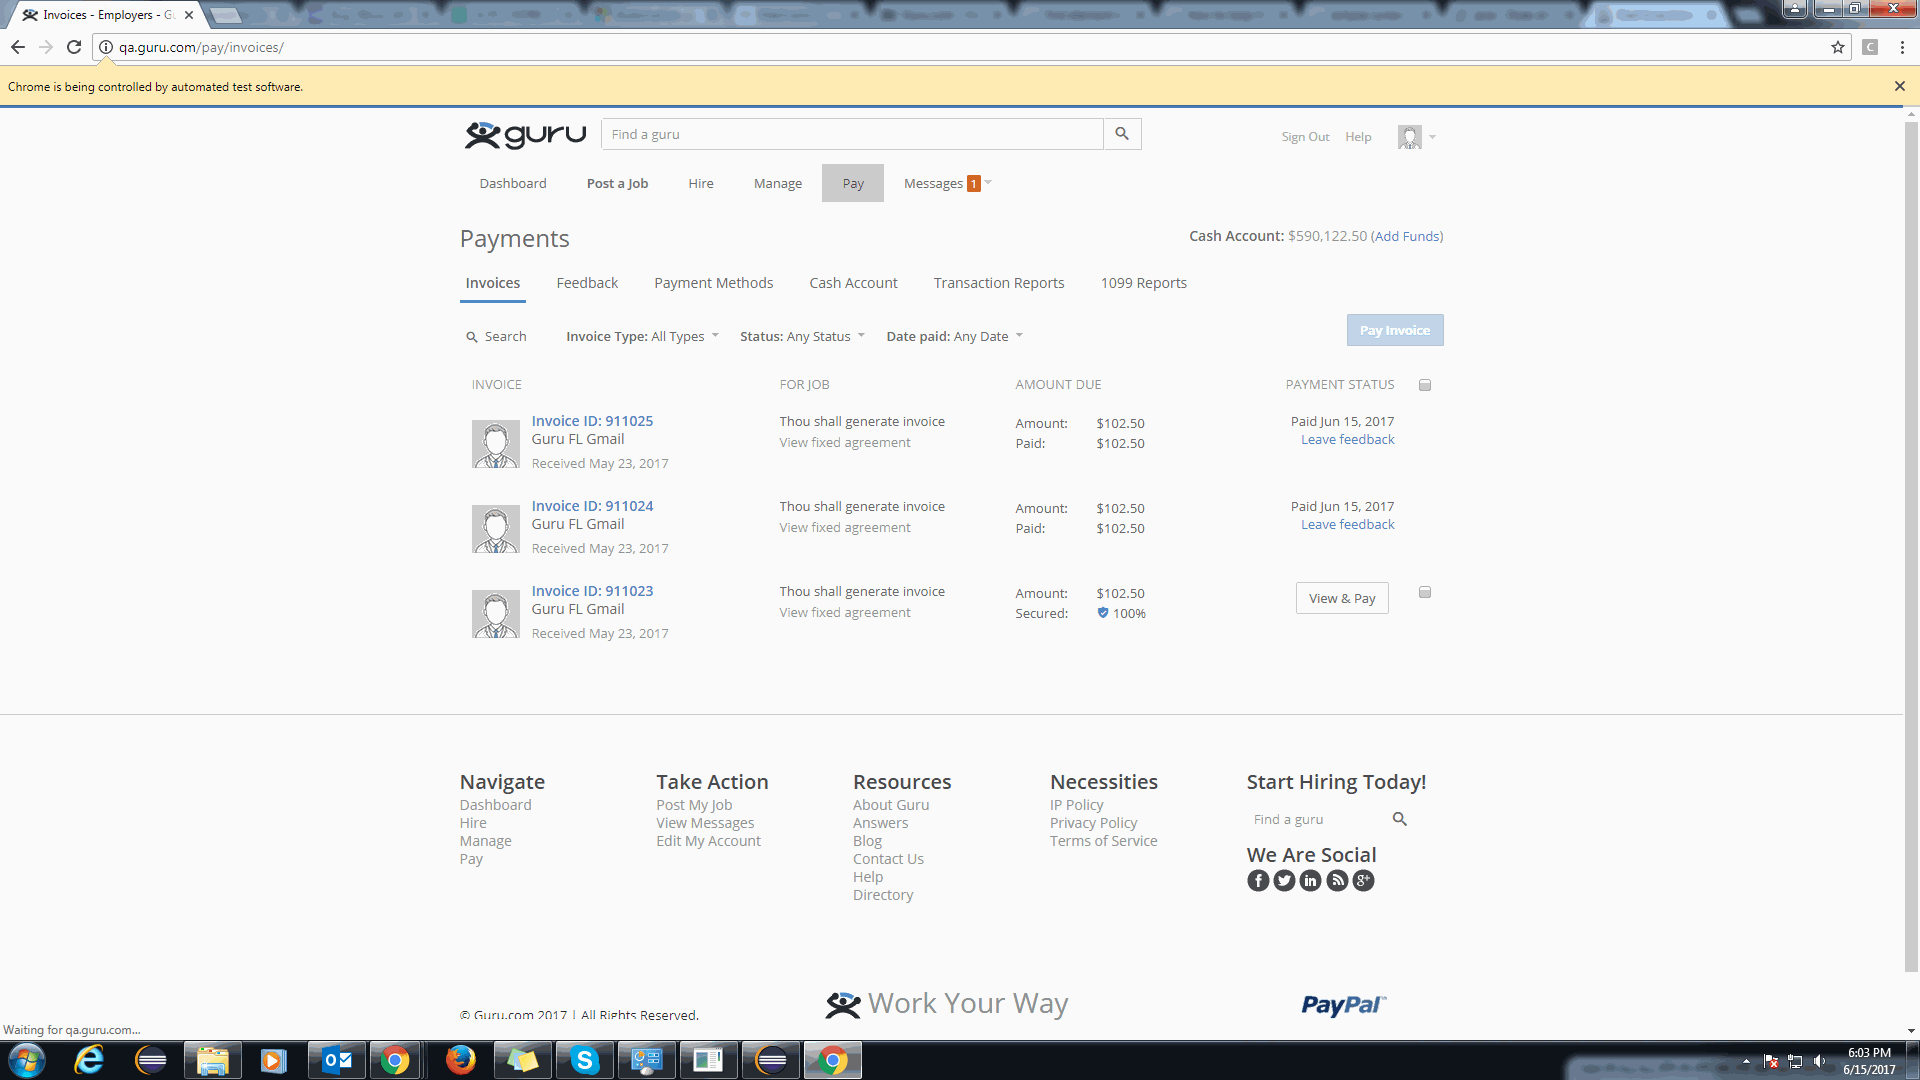 Invoices - Employers - Gu
qa.guru.com/pay/invoices/
C
Chrome is being controlled by automated test software.
guru
Find a guru
Sign Out Help
Dashboard Post a Job Hire Manage Pay Messages 1
Payments
Cash Account: $590,122.50 (Add Funds)
Invoices Feedback Payment Methods Cash Account Transaction Reports 1099 Reports
Search Invoice Type: All Types Status: Any Status Date paid: Any Date
Pay Invoice
INVOICE FOR JOB AMOUNT DUE PAYMENT STATUS
Invoice ID: 911025 Thou shall generate invoice Amount: $102.50 Paid Jun 15, 2017
Guru FL Gmail View fixed agreement Paid: $102.50 Leave feedback
Received May 23, 2017
Invoice ID: 911024 Thou shall generate invoice Amount: $102.50 Paid Jun 15, 2017
Guru FL Gmail View fixed agreement Paid: $102.50 Leave feedback
Received May 23, 2017
Invoice ID: 911023 Thou shall generate invoice Amount: $102.50 View & Pay
Guru FL Gmail View fixed agreement Secured: 100%
Received May 23, 2017
Navigate
Dashboard
Hire
Manage
Pay
Take Action
Post My Job
View Messages
Edit My Account
Resources
About Guru
Answers
Blog
Contact Us
Help
Directory
Necessities
IP Policy
Privacy Policy
Terms of Service
Start Hiring Today!
Find a guru
We Are Social
© Guru.com 2017 | All Rights Reserved.
Work Your Way
PayPal™
Waiting for qa.guru.com...
6:03 PM
6/15/2017